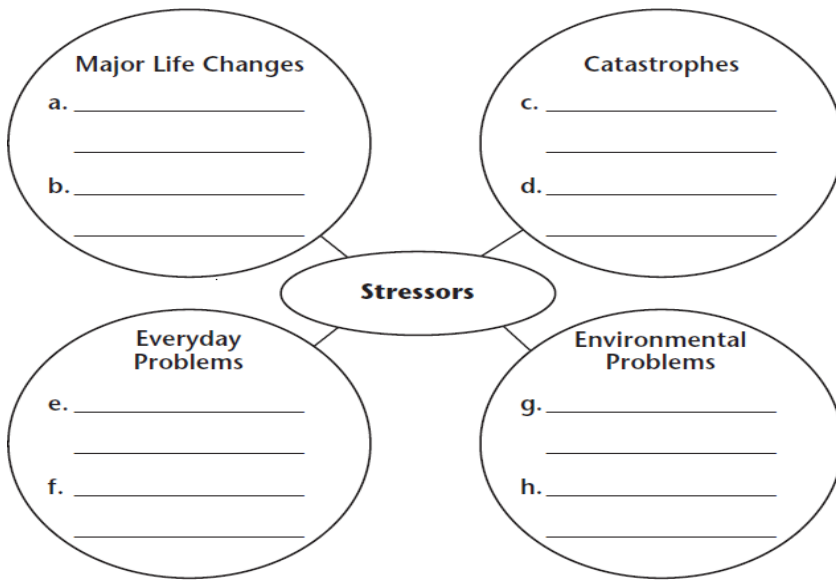 Major Life Changes
a.
b.
Catastrophes
c.
d.
Stressors
Everyday
Problems
e.
f.
Environmental
Problems
g.
h.